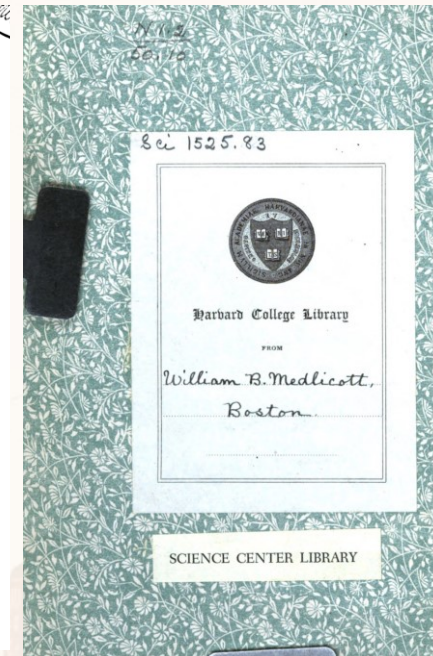 Sci 1525.83
Harvard College Library
FROM
William B. Medlicott,
Boston.
SCIENCE CENTER LIBRARY